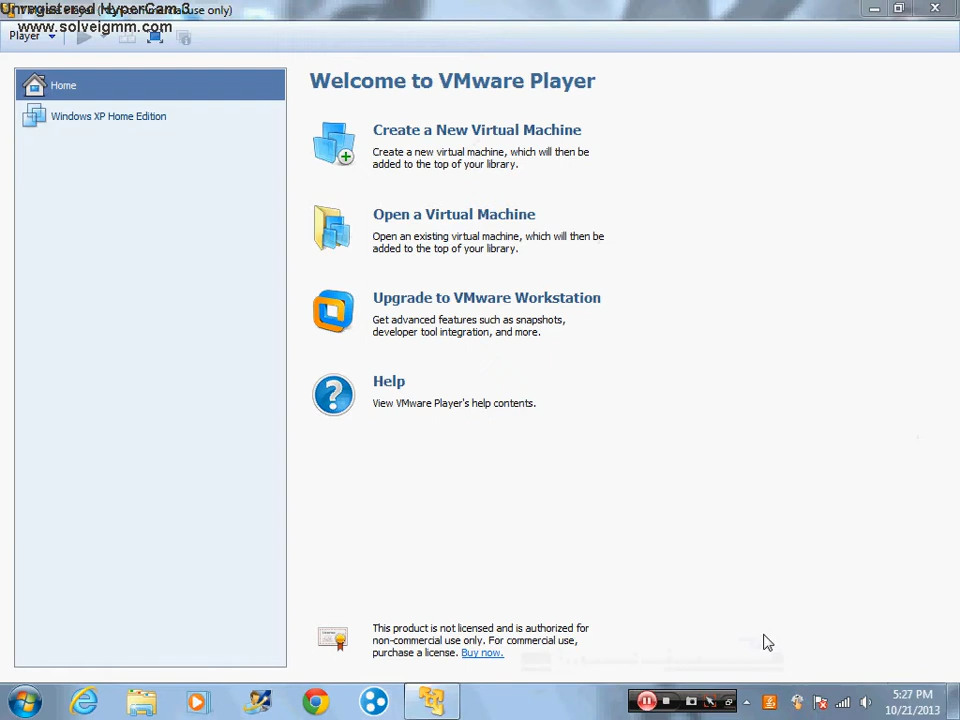 Unregistered HyperCam 3
commercial use only)
www.solveigmm.com
Player
Home
Windows XP Home Edition
Welcome to VMware Player
Create a New Virtual Machine
Create a new virtual machine, which will then be
added to the top of your library.
Open a Virtual Machine
Open an existing virtual machine, which will then be
added to the top of your library.
Upgrade to VMware Workstation
Get advanced features such as snapshots,
developer tool integration, and more.
Help
View VMware Player's help contents.
This product is not licensed and is authorized for
non-commercial use only. For commercial use,
purchase a license. Buy now.
5:27 PM
10/21/2013